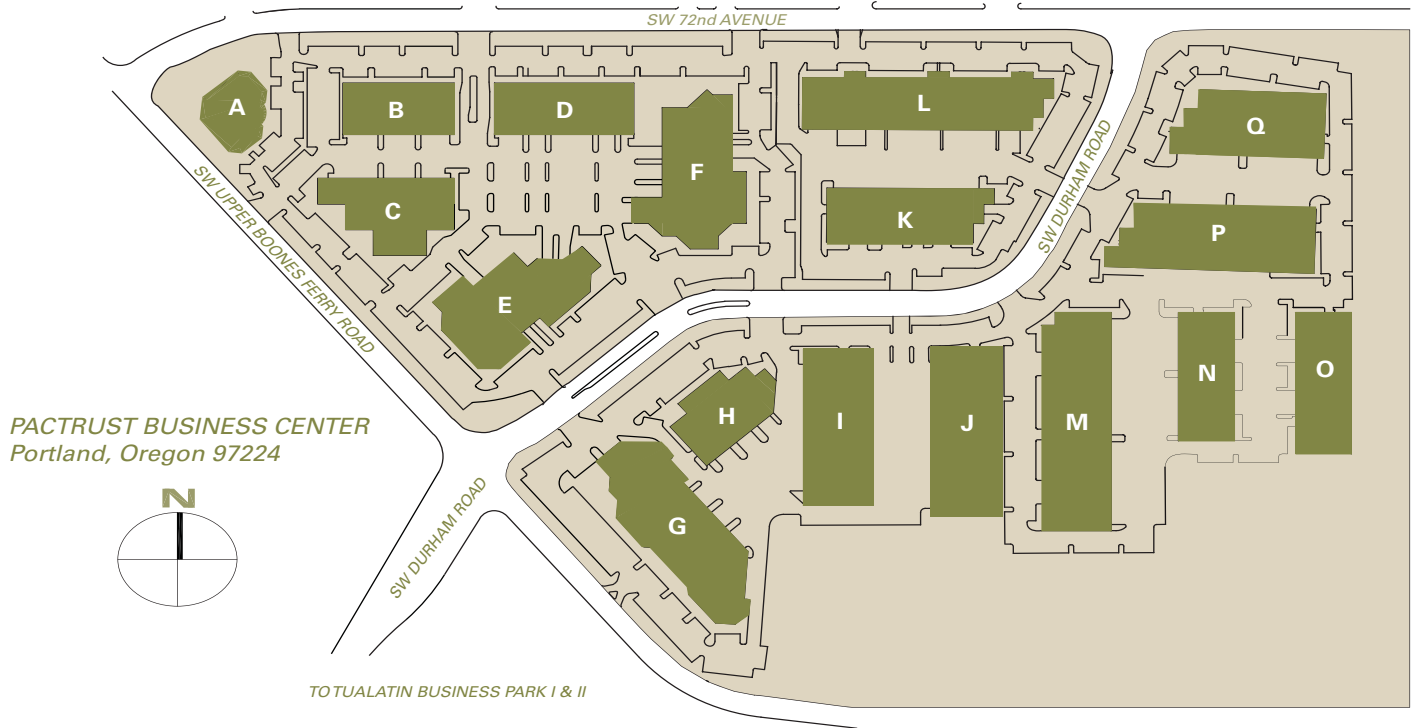 SW 72nd AVENUE
A
B
D
F
L
Q
C
E
K
P
SW UPPER BOONES FERRY ROAD
SW DURHAM ROAD
H
I
J
M
N
O
G
PACTRUST BUSINESS CENTER
Portland, Oregon 97224
N
SW DURHAM ROAD
TO TUALATIN BUSINESS PARK I & II